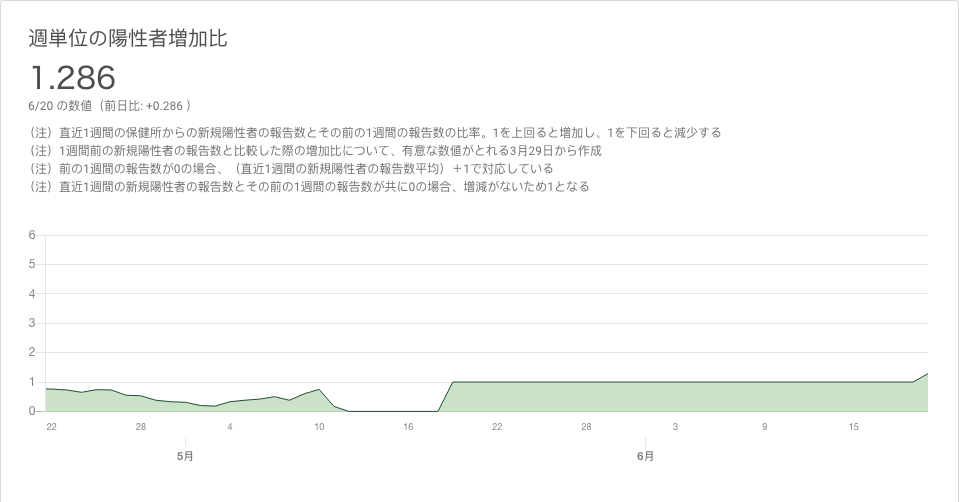 週単位の陽性者増加比
1.286
6/20 の数値（前日比: +0.286 ）
（注）直近1週間の保健所からの新規陽性者の報告数とその前の1週間の報告数の比率。1を上回ると増加し、1を下回ると減少する
（注）1週間前の新規陽性者の報告数と比較した際の増加比について、有意な数値がとれる3月29日から作成
（注）前の1週間の報告数が0の場合、（直近1週間の新規陽性者の報告数平均）＋1で対応している
（注）直近1週間の新規陽性者の報告数とその前の1週間の報告数が共に0の場合、増減がないため1となる
6
5
4
3
2
1
0
22 28 4 10 16 22 28 3 9 15
5月 6月